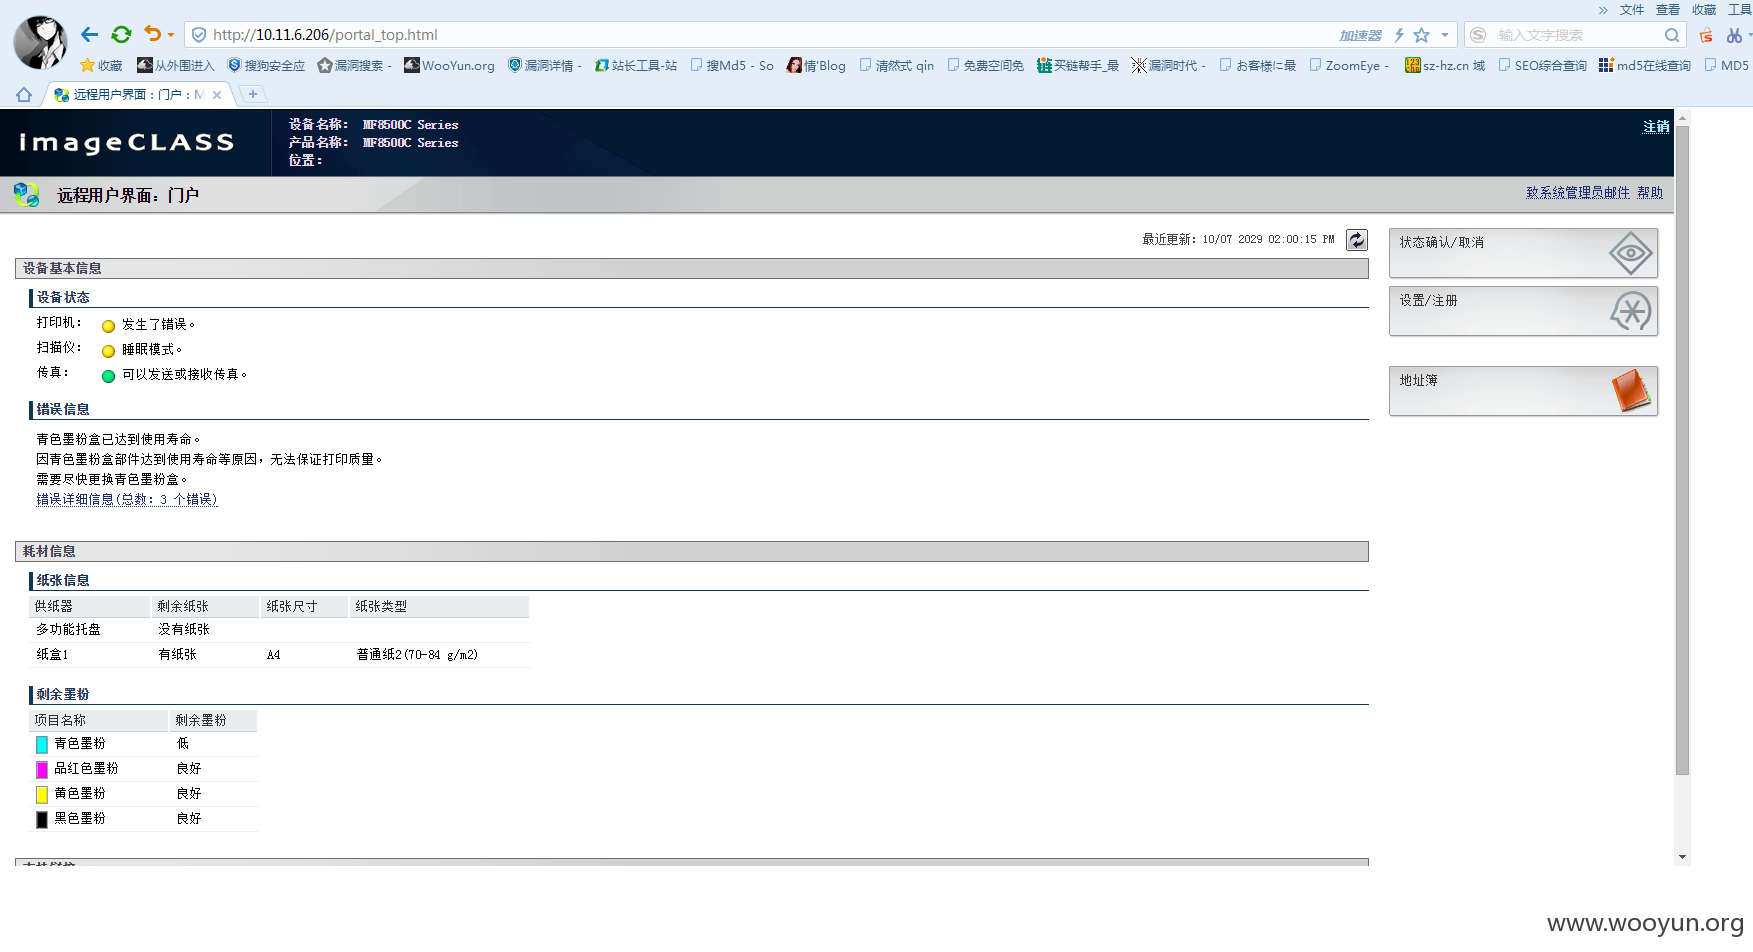 » 文件 查看 收藏 工具
http://10.11.6.206/portal_top.html 加速器 输入文字搜索
收藏 从外围进入 搜狗安全应 漏洞搜索 - WooYun.org 漏洞详情 - 站长工具-站 搜Md5 - So 情'Blog 清然式 qin 免费空间免 买链帮手_最 漏洞时代 - お客様に最 ZoomEye - sz-hz.cn 域 SEO综合查询 md5在线查询 MD5
远程用户界面：门户：M
imageCLASS
设备名称： MF8500C Series
产品名称： MF8500C Series
位置：
注销
远程用户界面：门户
致系统管理员邮件 帮助
最近更新：10/07 2029 02:00:15 PM
状态确认/取消
设置/注册
地址簿
设备基本信息
设备状态
打印机： 发生了错误。
扫描仪： 睡眠模式。
传真： 可以发送或接收传真。
错误信息
青色墨粉盒已达到使用寿命。
因青色墨粉盒部件达到使用寿命等原因，无法保证打印质量。
需要尽快更换青色墨粉盒。
错误详细信息(总数：3 个错误)
耗材信息
纸张信息
供纸器 剩余纸张 纸张尺寸 纸张类型
多功能托盘 没有纸张
纸盒1 有纸张 A4 普通纸2(70-84 g/m2)
剩余墨粉
项目名称 剩余墨粉
青色墨粉 低
品红色墨粉 良好
黄色墨粉 良好
黑色墨粉 良好
www.wooyun.org